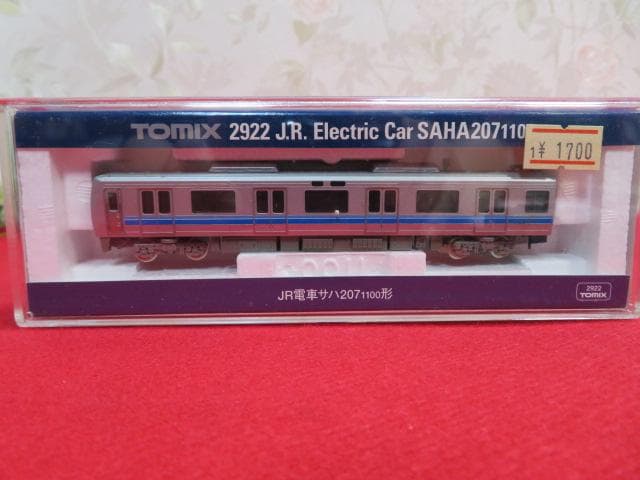 TOMIX 2922 J.R. Electric Car SAHA207110
1¥ 1700
JR電車サハ2071100形
2922
TOMIX